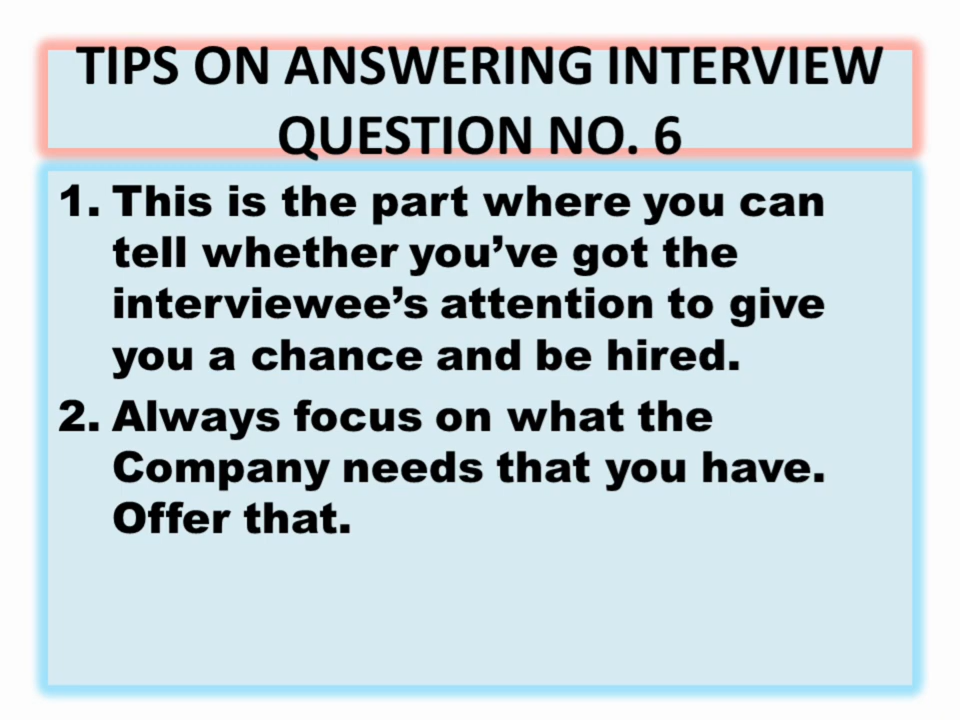 TIPS ON ANSWERING INTERVIEW
QUESTION NO. 6
1. This is the part where you can
tell whether you’ve got the
interviewee’s attention to give
you a chance and be hired.
2. Always focus on what the
Company needs that you have.
Offer that.